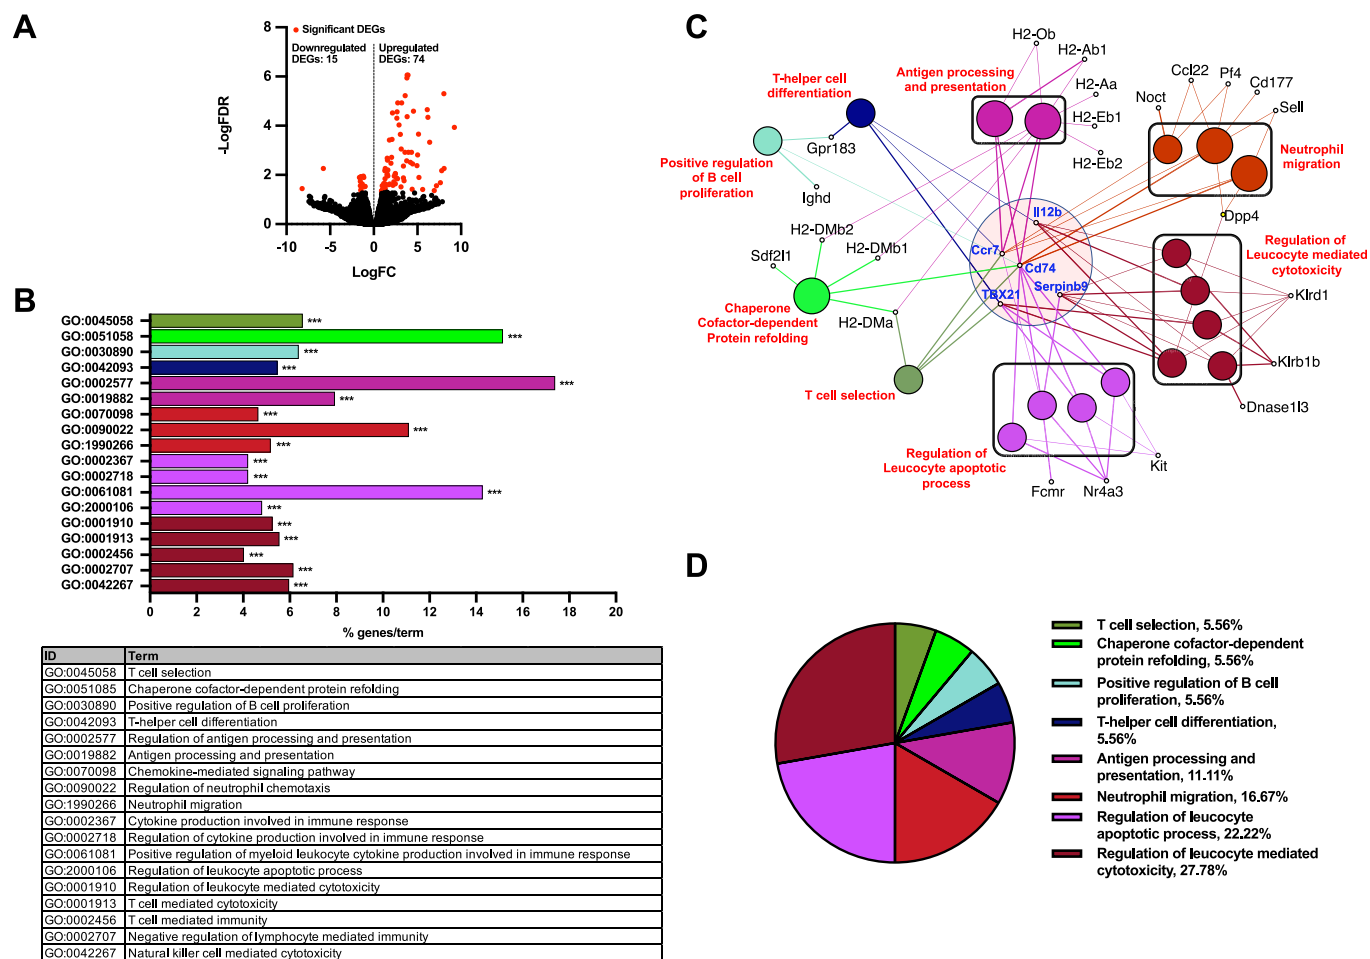 A
8
6
4
2
0
-LogFDR
Significant DEGs
Downregulated
DEGs: 15
Upregulated
DEGs: 74
-10
-5
0
5
10
LogFC
B
GO:0045058
***
GO:0051058
***
GO:0030890
***
GO:0042093
***
GO:0002577
***
GO:0019882
***
GO:0070098
***
GO:0090022
***
GO:1990266
***
GO:0002367
***
GO:0002718
***
GO:0061081
***
GO:2000106
***
GO:0001910
***
GO:0001913
***
GO:0002456
***
GO:0002707
***
GO:0042267
***
0 2 4 6 8 10 12 14 16 18 20
% genes/term
ID Term
GO:0045058 T cell selection
GO:0051085 Chaperone cofactor-dependent protein refolding
GO:0030890 Positive regulation of B cell proliferation
GO:0042093 T-helper cell differentiation
GO:0002577 Regulation of antigen processing and presentation
GO:0019882 Antigen processing and presentation
GO:0070098 Chemokine-mediated signaling pathway
GO:0090022 Regulation of neutrophil chemotaxis
GO:1990266 Neutrophil migration
GO:0002367 Cytokine production involved in immune response
GO:0002718 Regulation of cytokine production involved in immune response
GO:0061081 Positive regulation of myeloid leukocyte cytokine production involved in immune response
GO:2000106 Regulation of leukocyte apoptotic process
GO:0001910 Regulation of leukocyte mediated cytotoxicity
GO:0001913 T cell mediated cytotoxicity
GO:0002456 T cell mediated immunity
GO:0002707 Negative regulation of lymphocyte mediated immunity
GO:0042267 Natural killer cell mediated cytotoxicity
C
H2-Ob
H2-Ab1
H2-Aa
H2-Eb1
H2-Eb2
Antigen processing
and presentation
T-helper cell
differentiation
Gpr183
Positive regulation
of B cell
proliferation
Ighd
Ccl22
Pf4
Cd177
Noct
Sell
Neutrophil
migration
Dpp4
H2-DMb2
H2-DMb1
Sdf2l1
Chaperone
Cofactor-dependent
Protein refolding
H2-DMa
T cell selection
Il12b
Ccr7
Cd74
Serpinb9
TBX21
Regulation of
Leucocyte mediated
cytotoxicity
Klrd1
Klrb1b
Dnase1l3
Regulation of
Leucocyte apoptotic
process
Fcmr
Nr4a3
Kit
D
T cell selection, 5.56%
Chaperone cofactor-dependent
protein refolding, 5.56%
Positive regulation of B cell
proliferation, 5.56%
T-helper cell differentiation,
5.56%
Antigen processing and
presentation, 11.11%
Neutrophil migration, 16.67%
Regulation of leucocyte
apoptotic process, 22.22%
Regulation of leucocyte mediated
cytotoxicity, 27.78%